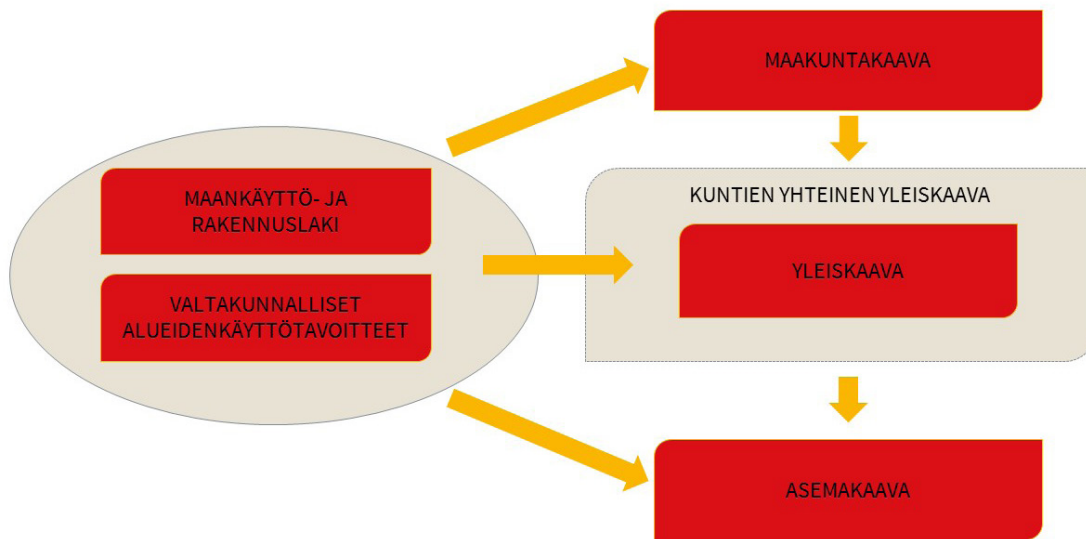 MAAKUNTAKAAVA
MAANKÄYTTÖ- JA
RAKENNUSLAKI
VALTAKUNNALLISET
ALUEIDENKÄYTTÖTAVOITTEET
KUNTIEN YHTEINEN YLEISKAAVA
YLEISKAAVA
ASEMAKAAVA